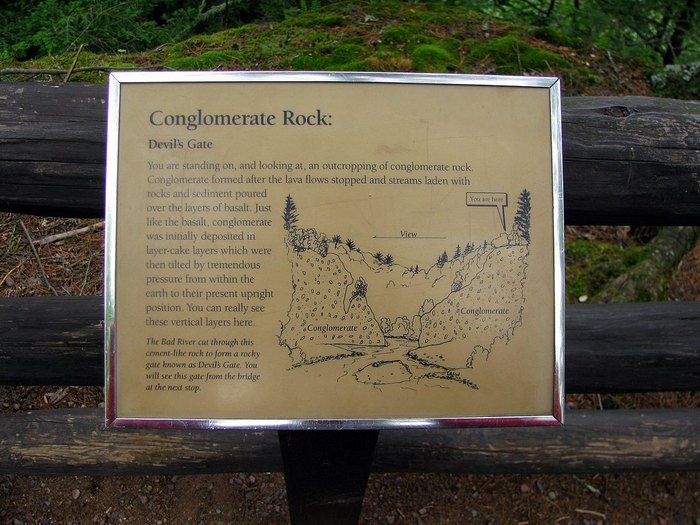 Conglomerate Rock:
Devil's Gate
You are standing on, and looking at, an outcropping of conglomerate rock.
Conglomerate formed after the lava flows stopped and streams laden with
rocks and sediment poured
over the layers of basalt. Just
like the basalt, conglomerate
was initially deposited in
layer-cake layers which were
then tilted by tremendous
pressure from within the
earth to their present upright
position. You can really see
these vertical layers here.
The Bad River cut through this
cement-like rock to form a rocky
gate known as Devil's Gate. You
will see this gate from the bridge
at the next stop.
You are here
View
Conglomerate
Conglomerate